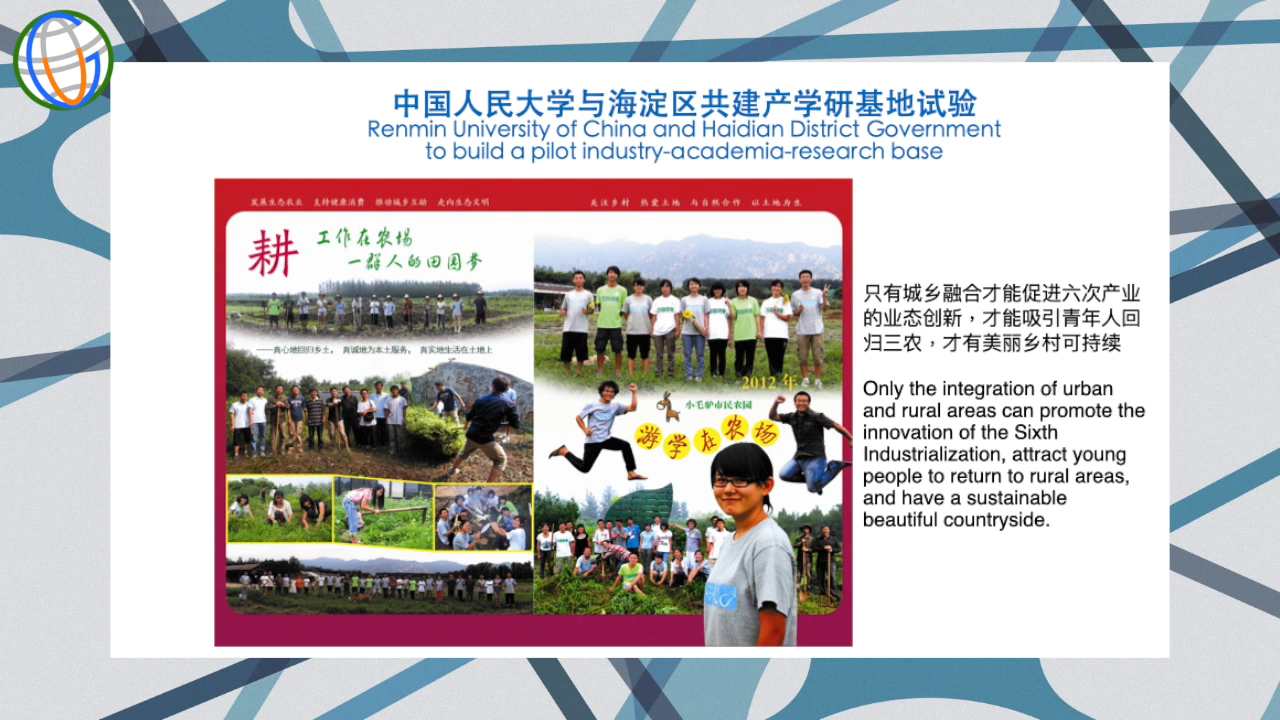 中国人民大学与海淀区共建产学研基地试验
Renmin University of China and Haidian District Government
to build a pilot industry-academia-research base
发展生态农业 支持健康消费 推动城乡互助 走向生态文明
关注乡村 热爱土地 与自然合作 以土地为生
耕
工作在农场
一群人的田园梦
——真心地回归乡土， 真诚地为本土服务， 真实地生活在土地上
2012 年
小毛驴市民农园
游学在农场
只有城乡融合才能促进六次产业
的业态创新，才能吸引青年人回
归三农，才有美丽乡村可持续
Only the integration of urban
and rural areas can promote the
innovation of the Sixth
Industrialization, attract young
people to return to rural areas,
and have a sustainable
beautiful countryside.